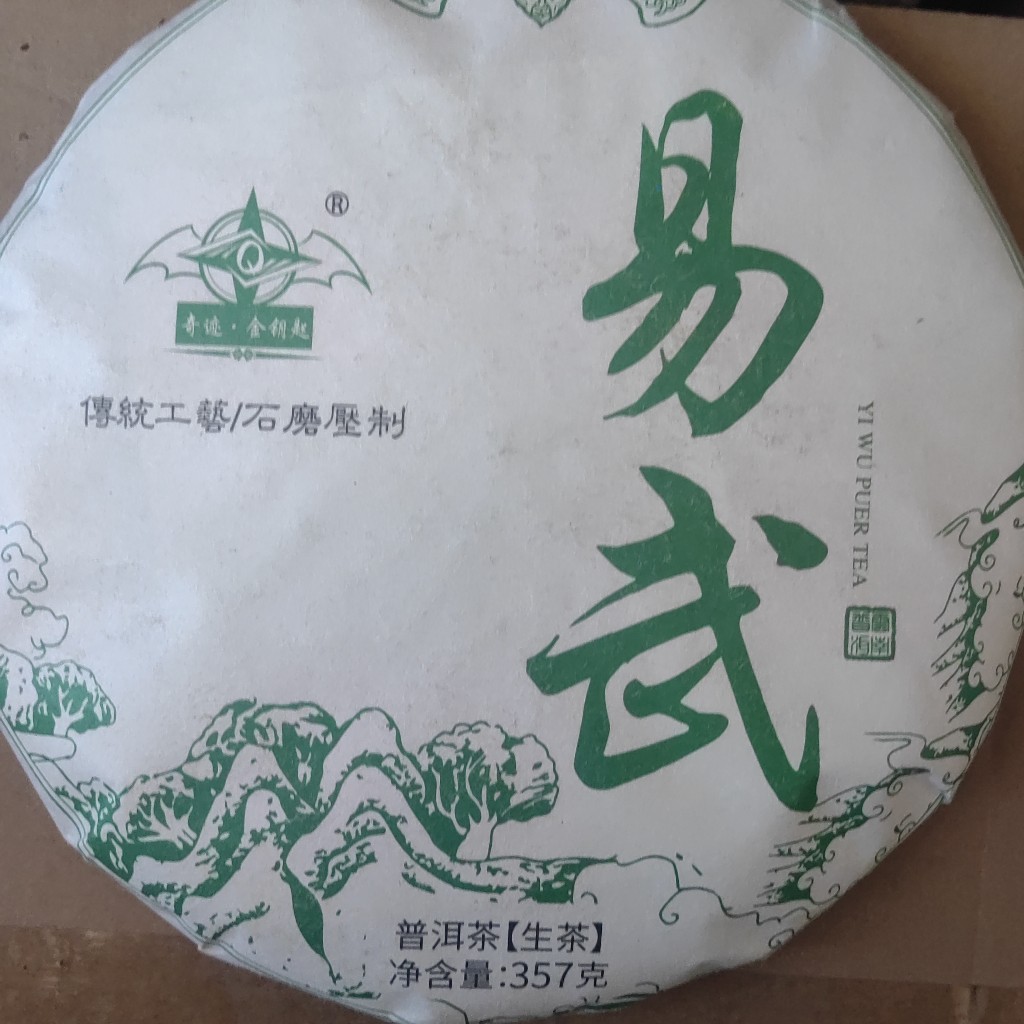 ®
奇迹·金钥匙
傳統工藝/石磨壓制
易武
YI WU PUER TEA
普洱茶【生茶】
净含量:357克